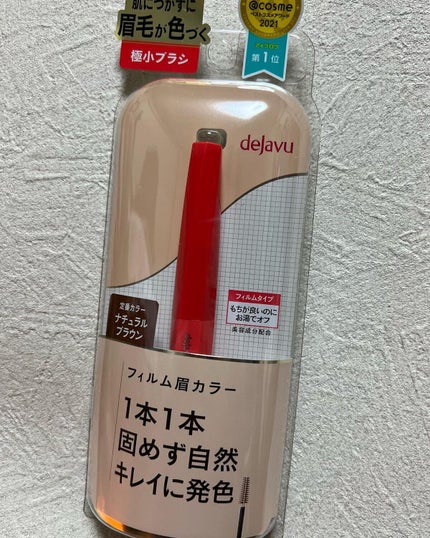 肌につかずに
眉毛が色づく
極小ブラシ
@cosme
ベストコスメアワード
2021
第1位
dejavu
フィルムタイプ
もちが良いのに
お湯でオフ
美容成分配合
定番カラー
ナチュラル
ブラウン
フィルム眉カラー
1本1本
固めず自然
キレイに発色